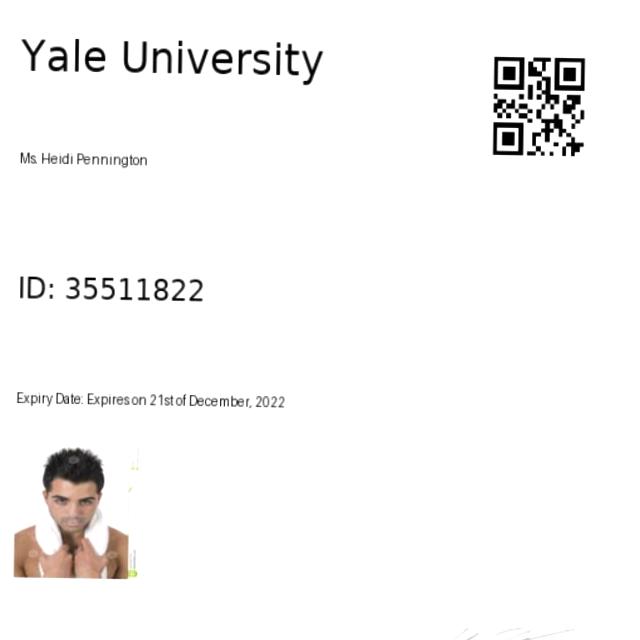 Yale University
Ms. Heidi Pennington
ID: 35511822
Expiry Date: Expires on 21st of December, 2022